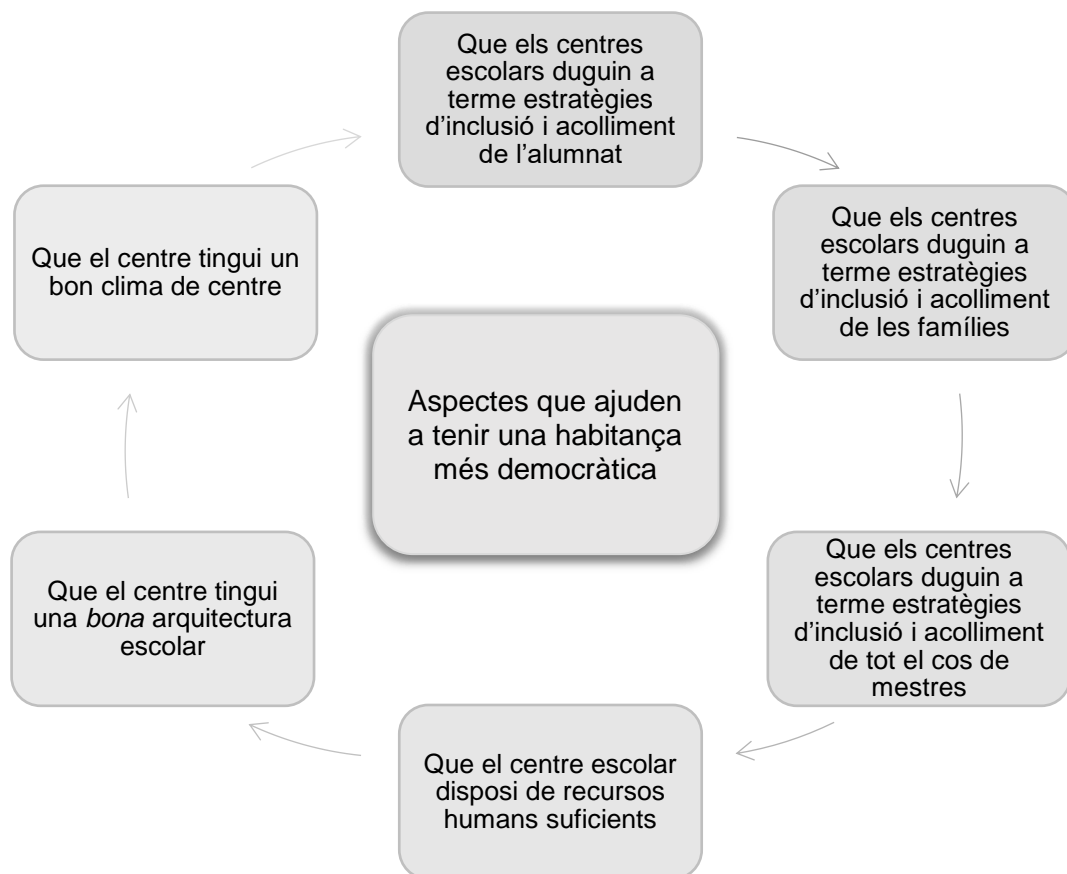 Que els centres
escolars duguin a
terme estratègies
d’inclusió i acolliment
de l’alumnat
Que els centres
escolars duguin a
terme estratègies
d’inclusió i acolliment
de les famílies
Que els centres
escolars duguin a
terme estratègies
d’inclusió i acolliment
de tot el cos de
mestres
Que el centre escolar
disposi de recursos
humans suficients
Que el centre tingui
una bona arquitectura
escolar
Que el centre tingui un
bon clima de centre
Aspectes que ajuden
a tenir una habitança
més democràtica